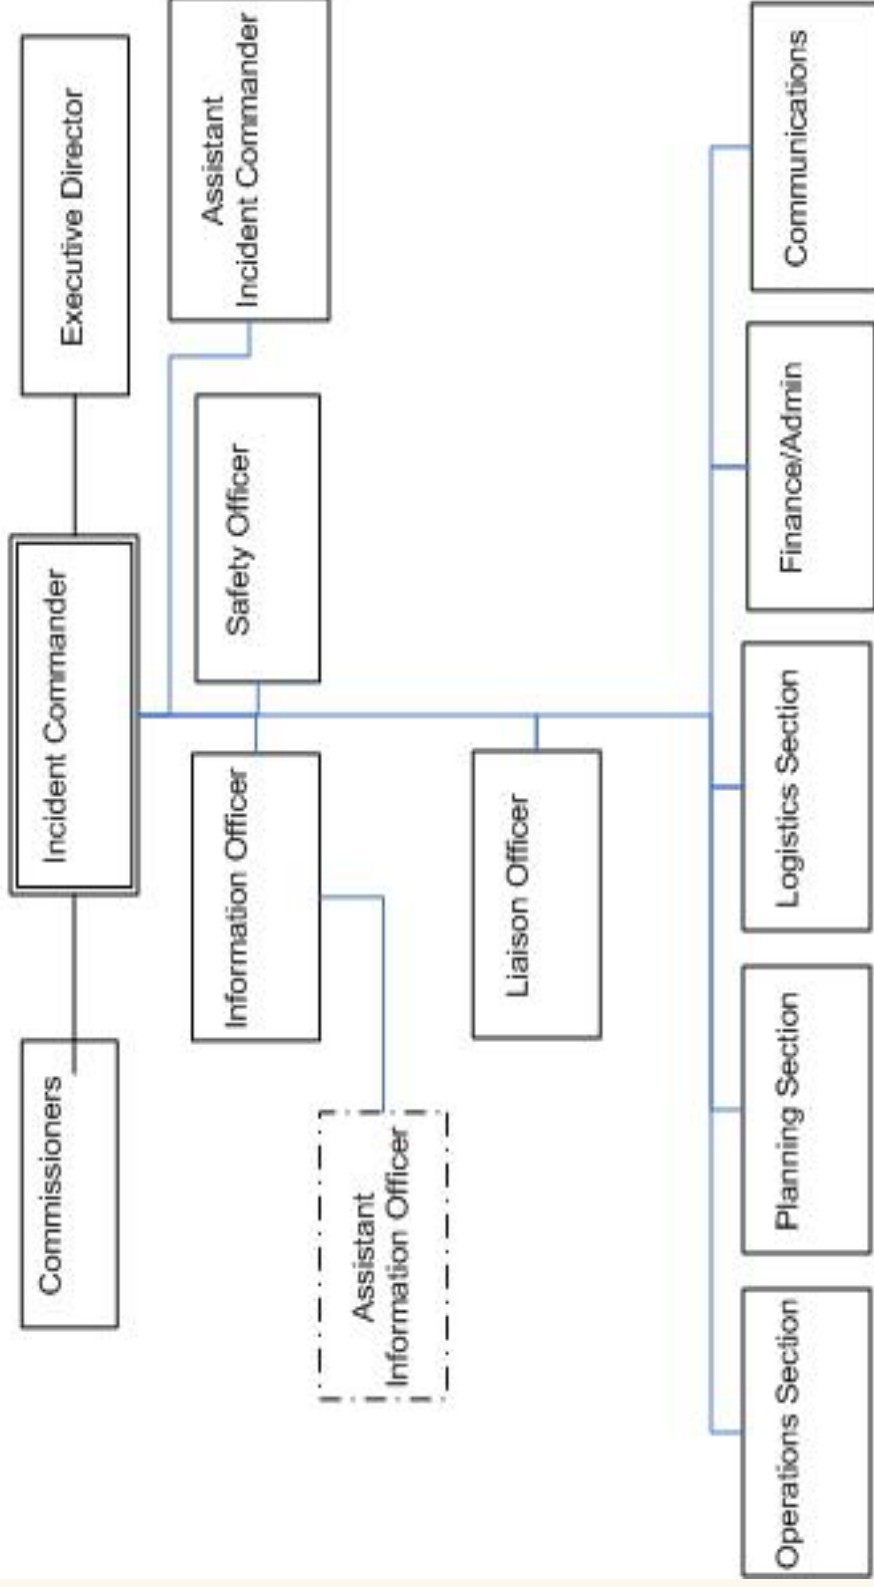 Commissioners
Incident Commander
Executive Director
Information Officer
Safety Officer
Assistant
Incident Commander
Assistant
Information Officer
Liaison Officer
Operations Section
Planning Section
Logistics Section
Finance/Admin
Communications